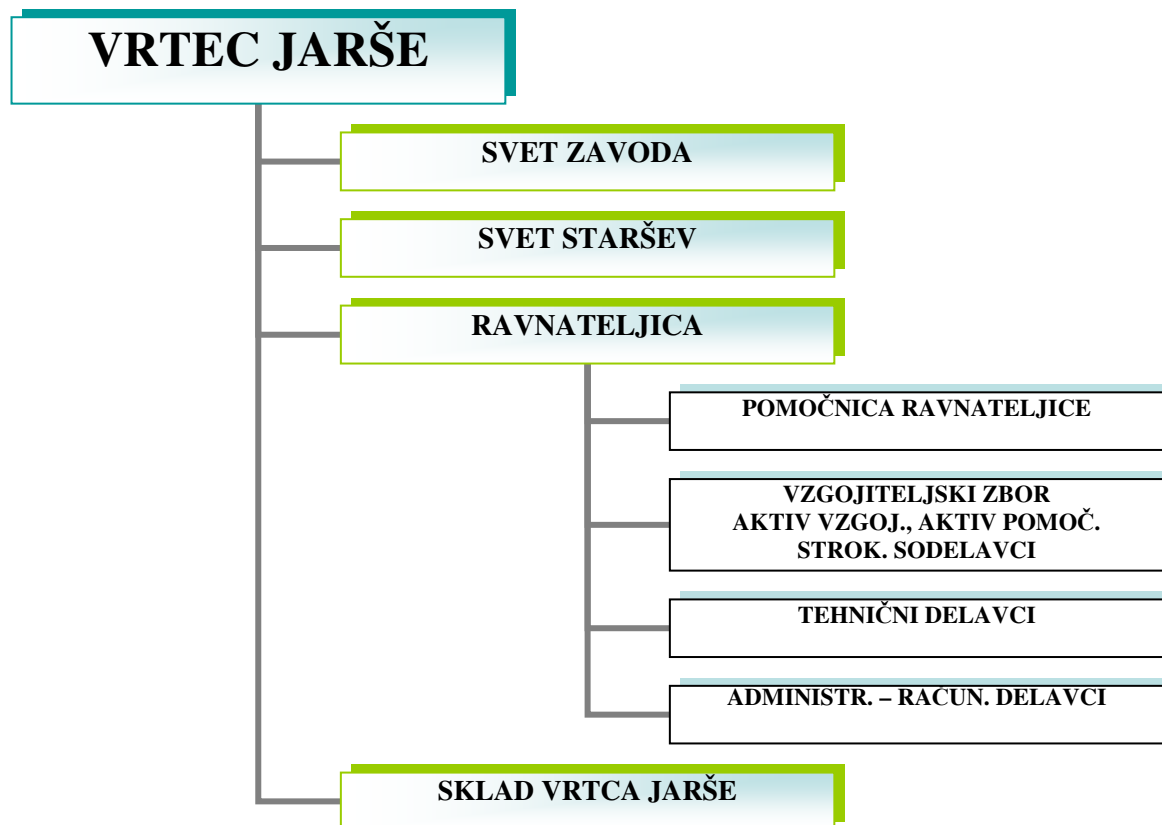 VRTEC JARŠE
SVET ZAVODA
SVET STARŠEV
RAVNATELJICA
POMOČNICA RAVNATELJICE
VZGOJITELJSKI ZBOR
AKTIV VZGOJ., AKTIV POMOČ.
STROK. SODELAVCI
TEHNIČNI DELAVCI
ADMINISTR. – RAČUN. DELAVCI
SKLAD VRTCA JARŠE